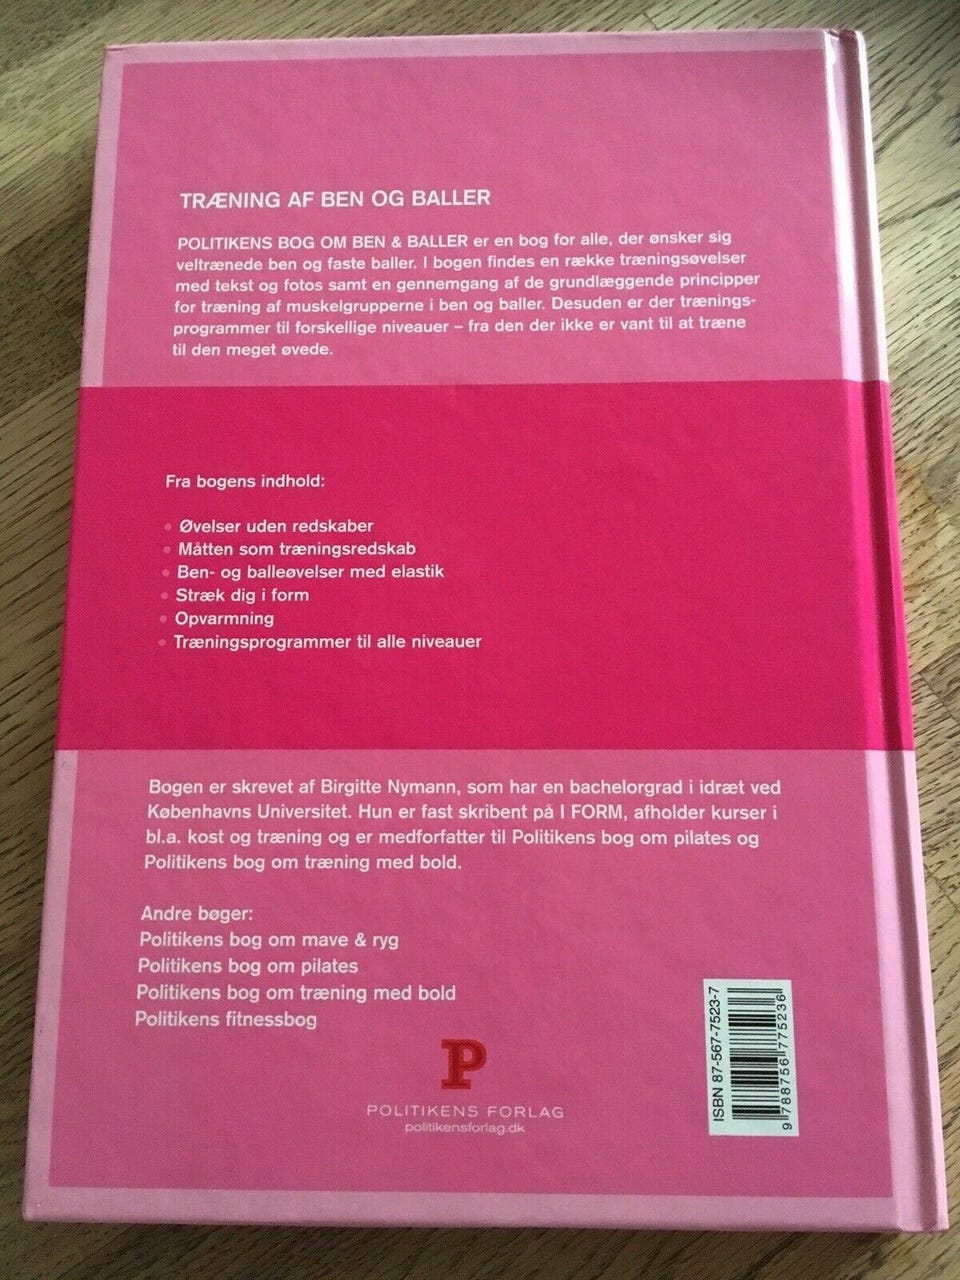 TRÆNING AF BEN OG BALLER
POLITIKENS BOG OM BEN & BALLER er en bog for alle, der ønsker sig
veltrænede ben og faste baller. I bogen findes en række træningsøvelser
med tekst og fotos samt en gennemgang af de grundlæggende principper
for træning af muskelgrupperne i ben og baller. Desuden er der trænings-
programmer til forskellige niveauer – fra den der ikke er vant til at træne
til den meget øvede.
Fra bogens indhold:
• Øvelser uden redskaber
• Måtten som træningsredskab
• Ben- og balleøvelser med elastik
• Stræk dig i form
• Opvarmning
• Træningsprogrammer til alle niveauer
Bogen er skrevet af Birgitte Nymann, som har en bachelorgrad i idræt ved
Københavns Universitet. Hun er fast skribent på I FORM, afholder kurser i
bl.a. kost og træning og er medforfatter til Politikens bog om pilates og
Politikens bog om træning med bold.
Andre bøger:
Politikens bog om mave & ryg
Politikens bog om pilates
Politikens bog om træning med bold
Politikens fitnessbog
P
POLITIKENS FORLAG
politikensforlag.dk
ISBN 87-567-7523-7
9 788756 775236